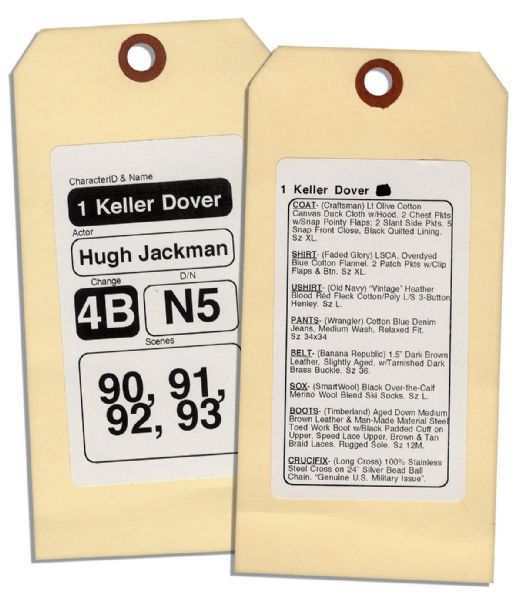 CharacterID & Name
1 Keller Dover
Actor
Hugh Jackman
Change
D/N
4B
N5
Scenes
90, 91,
92, 93
1 Keller Dover
COAT- (Craftsman) Lt Olive Cotton
Canvas Duck Cloth w/Hood. 2 Chest Pkts
w/Snap Pointy Flaps; 2 Slant Side Pkts. 5
Snap Front Close, Black Quilted Lining.
Sz XL.
SHIRT- (Faded Glory) LSCA, Overdyed
Blue Cotton Flannel. 2 Patch Pkts w/Clip
Flaps & Btn. Sz XL.
USHIRT- (Old Navy) "Vintage" Heather
Blood Red Fleck Cotton/Poly L/S 3-Button
Henley. Sz L.
PANTS- (Wrangler) Cotton Blue Denim
Jeans, Medium Wash, Relaxed Fit.
Sz 34x34
BELT- (Banana Republic) 1.5" Dark Brown
Leather, Slightly Aged, w/Tarnished Dark
Brass Buckle. Sz 36.
SOX- (SmartWool) Black Over-the-Calf
Merino Wool Blend Ski Socks. Sz L.
BOOTS- (Timberland) Aged Down Medium
Brown Leather & Man-Made Material Steel
Toed Work Boot w/Black Padded Cuff on
Upper, Speed Lace Upper, Brown & Tan
Braid Laces. Rugged Sole. Sz 12M.
CRUCIFIX- (Long Cross) 100% Stainless
Steel Cross on 24" Silver Bead Ball
Chain. "Genuine U.S. Military Issue".